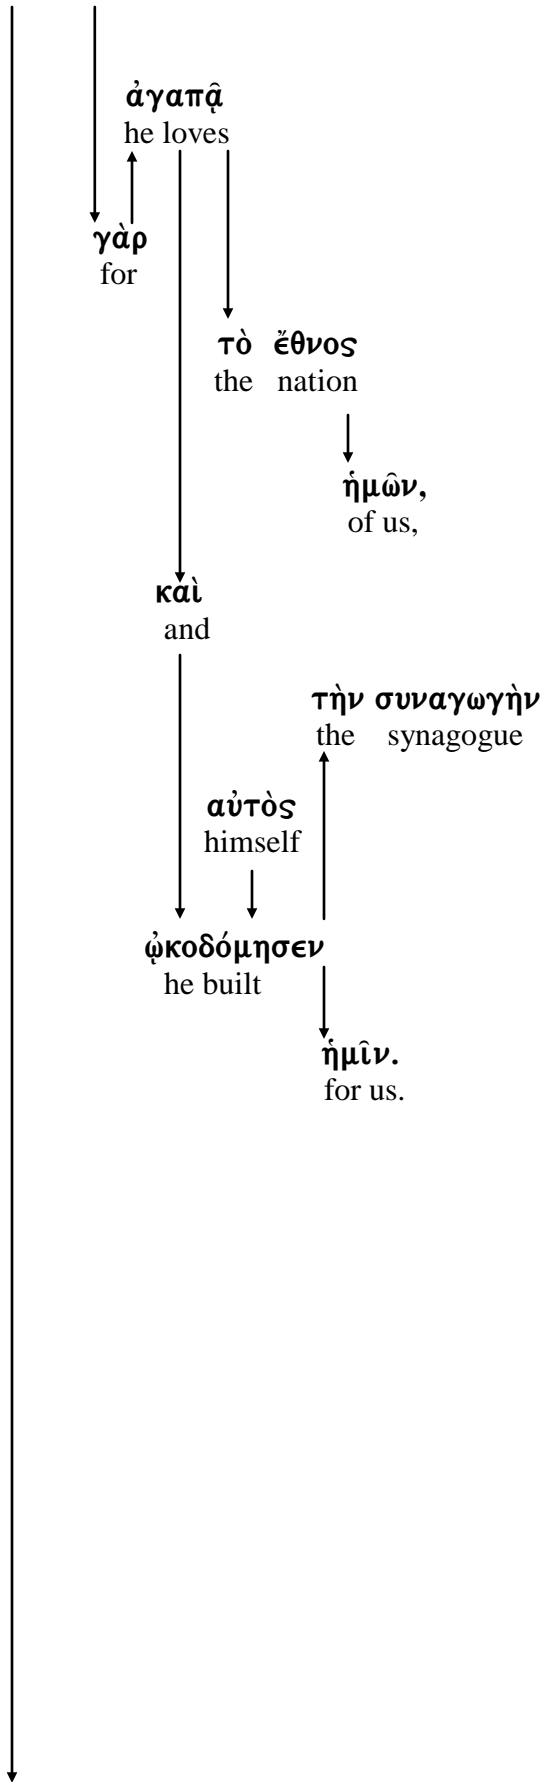 ἀγαπᾷ
he loves
γὰρ
for
τὸ ἔθνος
the nation
ἡμῶν,
of us,
καὶ
and
τὴν συναγωγὴν
the synagogue
αὐτὸς
himself
ᾠκοδόμησεν
he built
ἡμῖν.
for us.